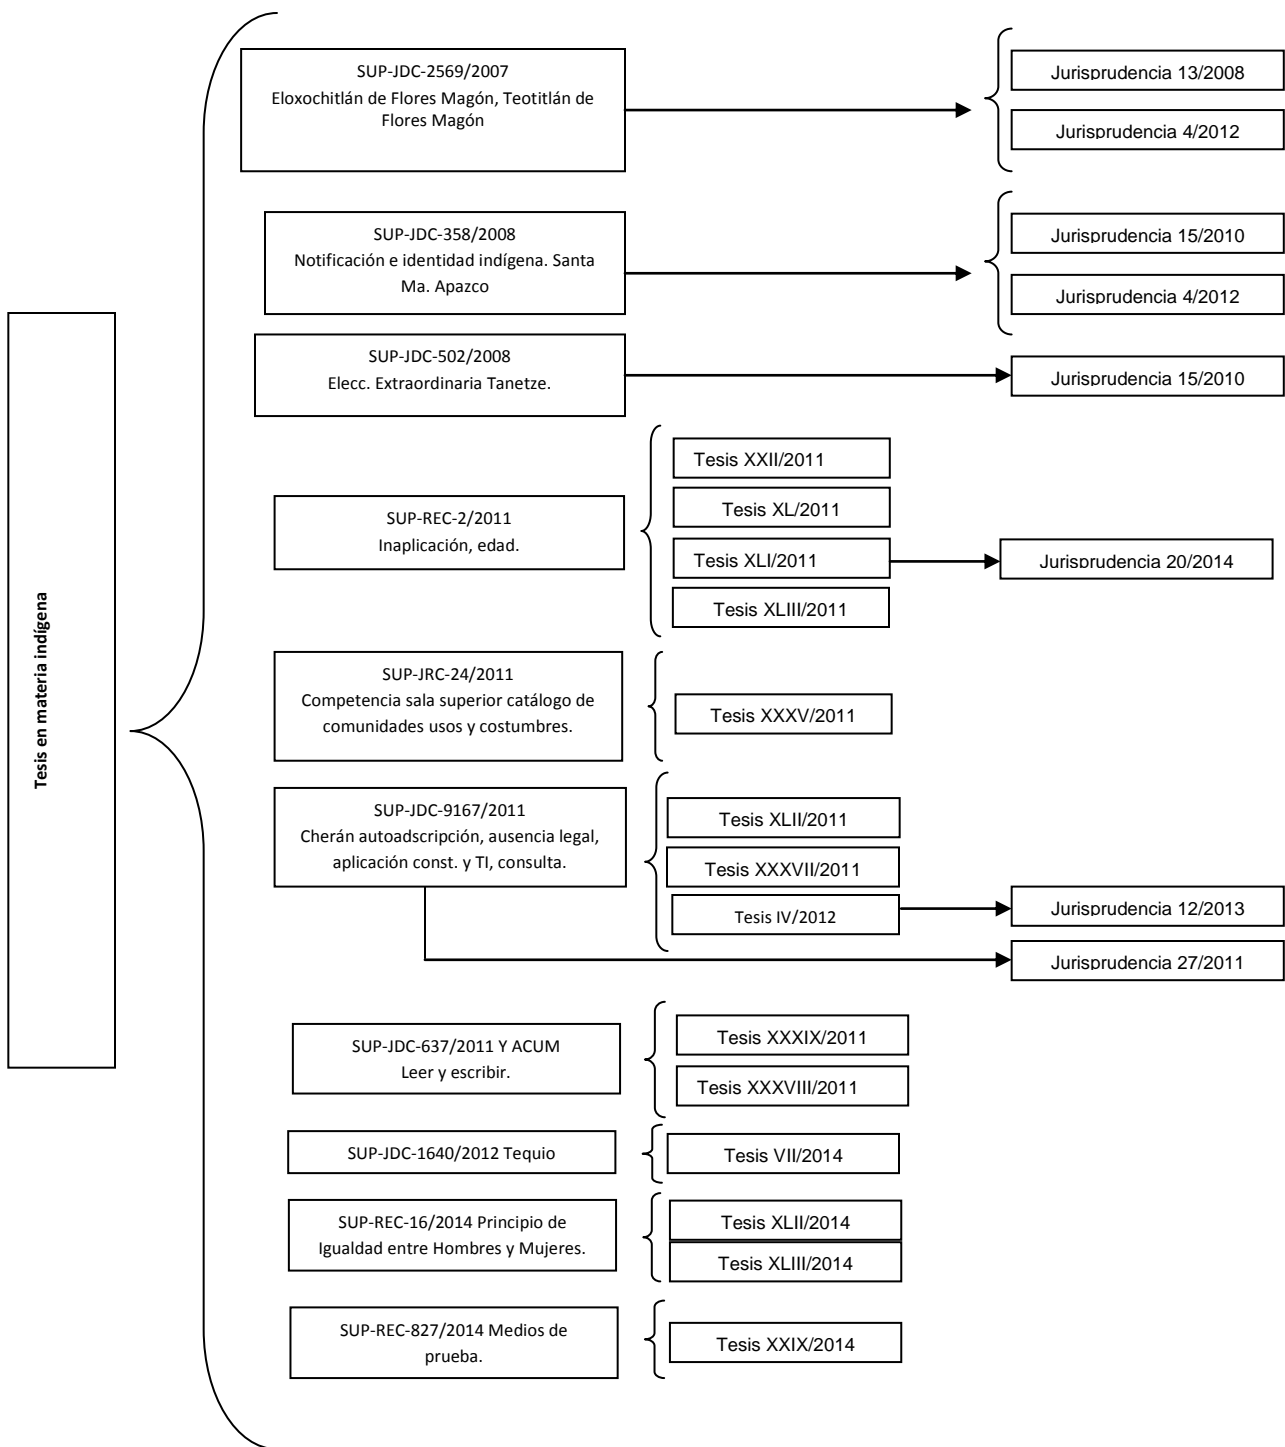 Tesis en materia indígena
SUP-JDC-2569/2007
Eloxochitlán de Flores Magón, Teotitlán de
Flores Magón
Jurisprudencia 13/2008
Jurisprudencia 4/2012
SUP-JDC-358/2008
Notificación e identidad indígena. Santa
Ma. Apazco
Jurisprudencia 15/2010
Jurisprudencia 4/2012
SUP-JDC-502/2008
Elecc. Extraordinaria Tanetze.
Jurisprudencia 15/2010
SUP-REC-2/2011
Inaplicación, edad.
Tesis XXII/2011
Tesis XL/2011
Tesis XLI/2011
Jurisprudencia 20/2014
Tesis XLIII/2011
SUP-JRC-24/2011
Competencia sala superior catálogo de
comunidades usos y costumbres.
Tesis XXXV/2011
SUP-JDC-9167/2011
Cherán autoadscripción, ausencia legal,
aplicación const. y TI, consulta.
Tesis XLII/2011
Tesis XXXVII/2011
Tesis IV/2012
Jurisprudencia 12/2013
Jurisprudencia 27/2011
SUP-JDC-637/2011 Y ACUM
Leer y escribir.
Tesis XXXIX/2011
Tesis XXXVIII/2011
SUP-JDC-1640/2012 Tequio
Tesis VII/2014
SUP-REC-16/2014 Principio de
Igualdad entre Hombres y Mujeres.
Tesis XLII/2014
Tesis XLIII/2014
SUP-REC-827/2014 Medios de
prueba.
Tesis XXIX/2014